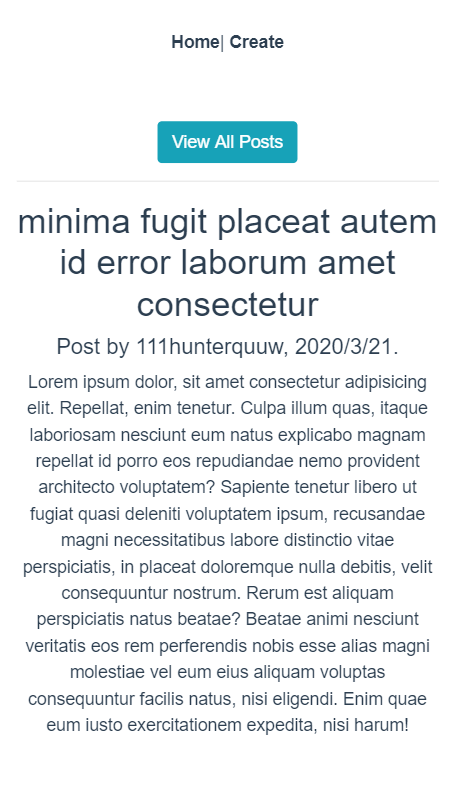 Home| Create
View All Posts
minima fugit placeat autem
id error laborum amet
consectetur
Post by 111hunterquuw, 2020/3/21.
Lorem ipsum dolor, sit amet consectetur adipisicing
elit. Repellat, enim tenetur. Culpa illum quas, itaque
laboriosam nesciunt eum natus explicabo magnam
repellat id porro eos repudiandae nemo provident
architecto voluptatem? Sapiente tenetur libero ut
fugiat quasi deleniti voluptatem ipsum, recusandae
magni necessitatibus labore distinctio vitae
perspiciatis, in placeat doloremque nulla debitis, velit
consequuntur nostrum. Rerum est aliquam
perspiciatis natus beatae? Beatae animi nesciunt
veritatis eos rem perferendis nobis esse alias magni
molestiae vel eum eius aliquam voluptas
consequuntur facilis natus, nisi eligendi. Enim quae
eum iusto exercitationem expedita, nisi harum!